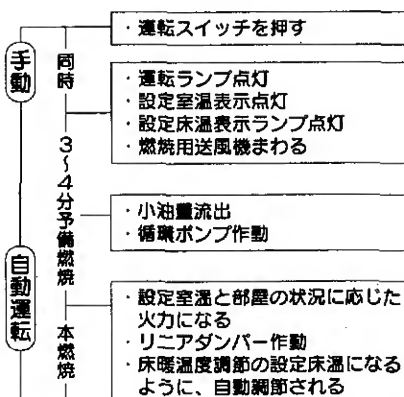 手動
自動運転
同時
3～4分予備燃焼
本燃焼
・運転スイッチを押す
・運転ランプ点灯
・設定室温表示点灯
・設定床温表示ランプ点灯
・燃焼用送風機まわる
・小油量流出
・循環ポンプ作動
・設定室温と部屋の状況に応じた
火力になる
・リニアダンパー作動
・床暖温度調節の設定床温になる
ように、自動調節される